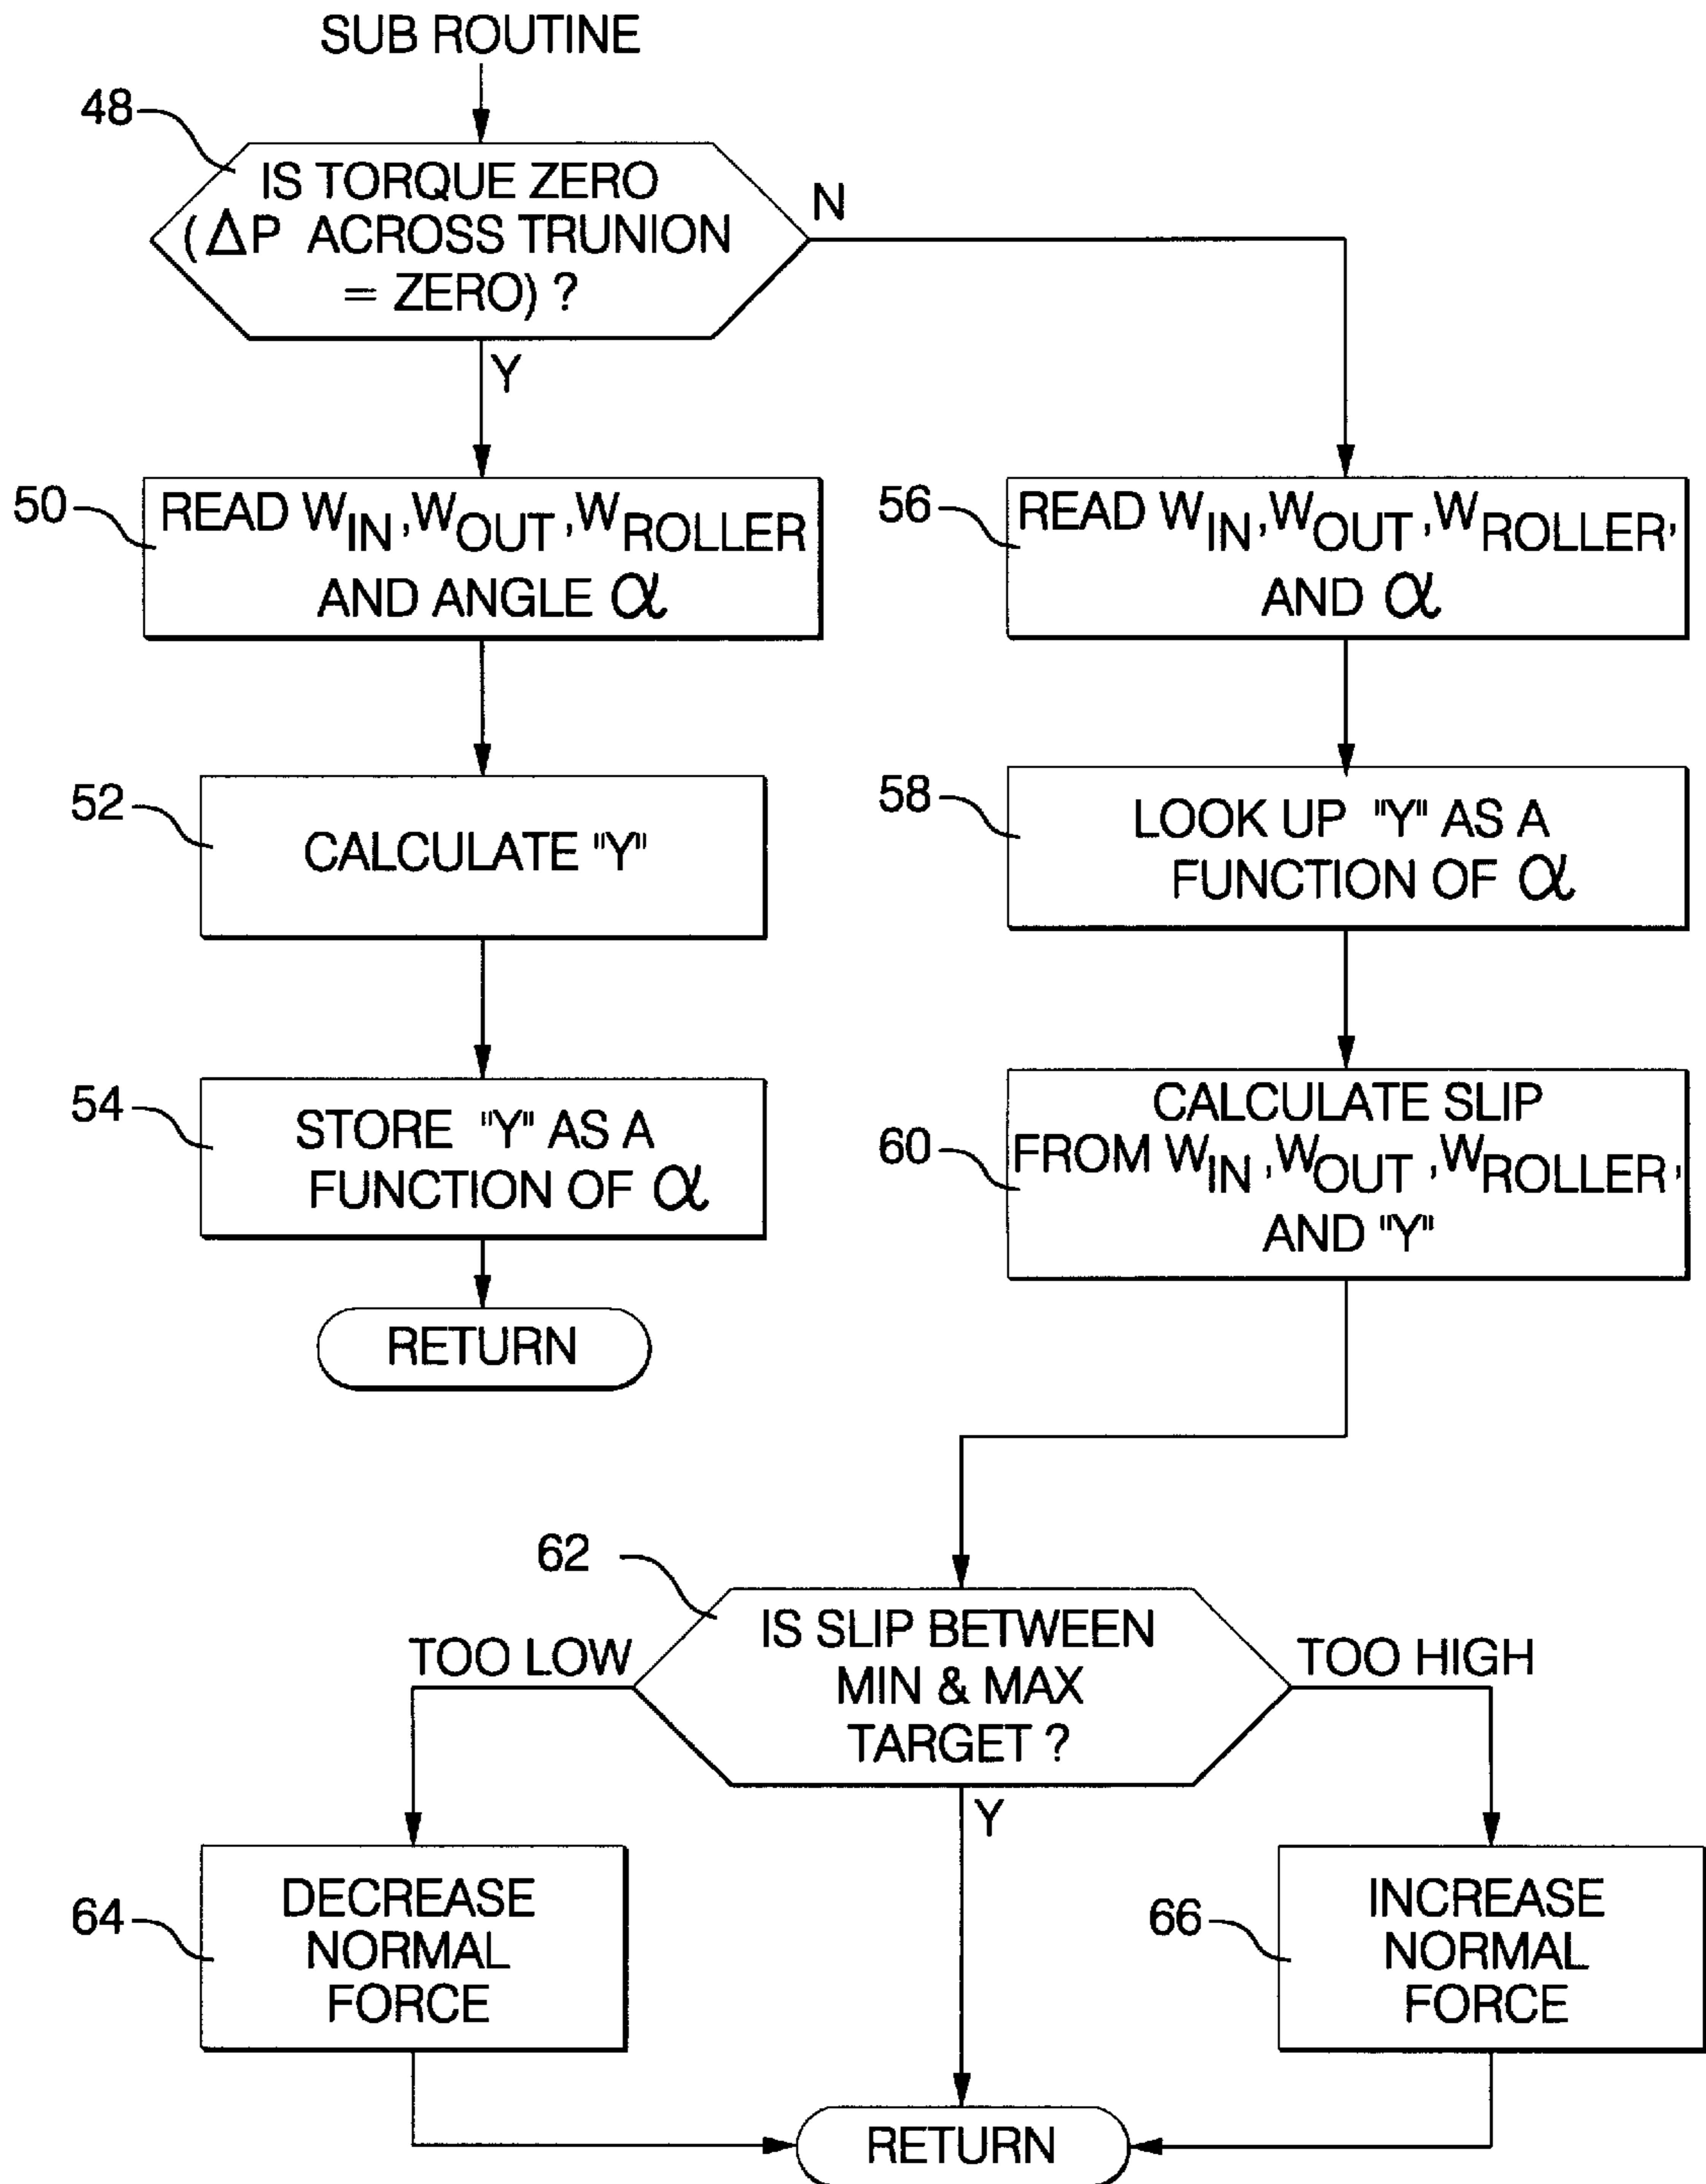 SUB ROUTINE
48
IS TORQUE ZERO
(ΔP ACROSS TRUNION
= ZERO) ?
N
Y
50
READ WIN,WOUT,WROLLER
AND ANGLE α
52
CALCULATE "Y"
54
STORE "Y" AS A
FUNCTION OF α
RETURN
56
READ WIN,WOUT,WROLLER,
AND α
58
LOOK UP "Y" AS A
FUNCTION OF α
60
CALCULATE SLIP
FROM WIN,WOUT,WROLLER,
AND "Y"
62
IS SLIP BETWEEN
MIN & MAX
TARGET ?
TOO LOW
TOO HIGH
Y
64
DECREASE
NORMAL
FORCE
66
INCREASE
NORMAL
FORCE
RETURN